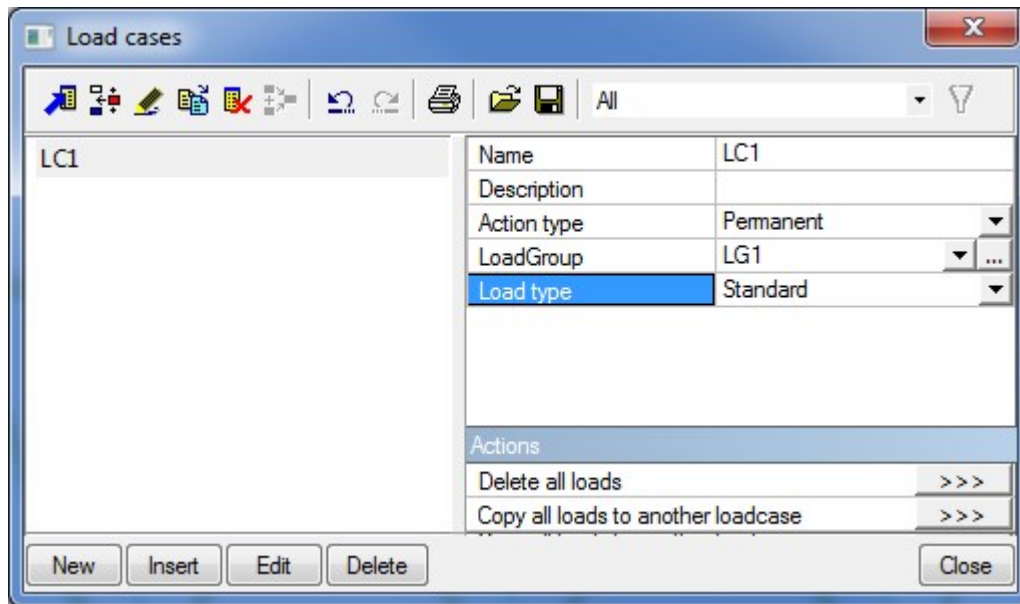 Load cases
All
LC1
Name LC1
Description
Action type Permanent
LoadGroup LG1 ...
Load type Standard
Actions
Delete all loads >>>
Copy all loads to another loadcase >>>
New Insert Edit Delete Close